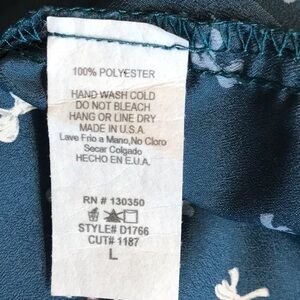 100% POLYESTER
HAND WASH COLD
DO NOT BLEACH
HANG OR LINE DRY
MADE IN U.S.A.
Lave Frio a Mano,No Cloro
Secar Colgado
HECHO EN E.U.A.
RN # 130350
STYLE# D1766
CUT# 1187
L